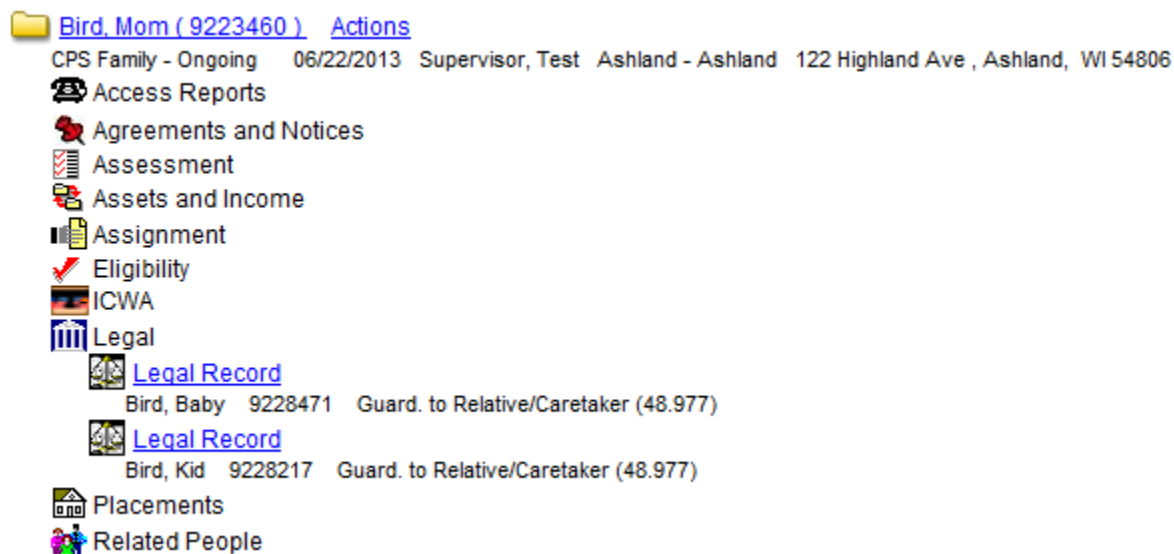 Bird, Mom ( 9223460 ) Actions
CPS Family - Ongoing 06/22/2013 Supervisor, Test Ashland - Ashland 122 Highland Ave , Ashland, WI 54806
Access Reports
Agreements and Notices
Assessment
Assets and Income
Assignment
Eligibility
ICWA
Legal
Legal Record
Bird, Baby 9228471 Guard. to Relative/Caretaker (48.977)
Legal Record
Bird, Kid 9228217 Guard. to Relative/Caretaker (48.977)
Placements
Related People